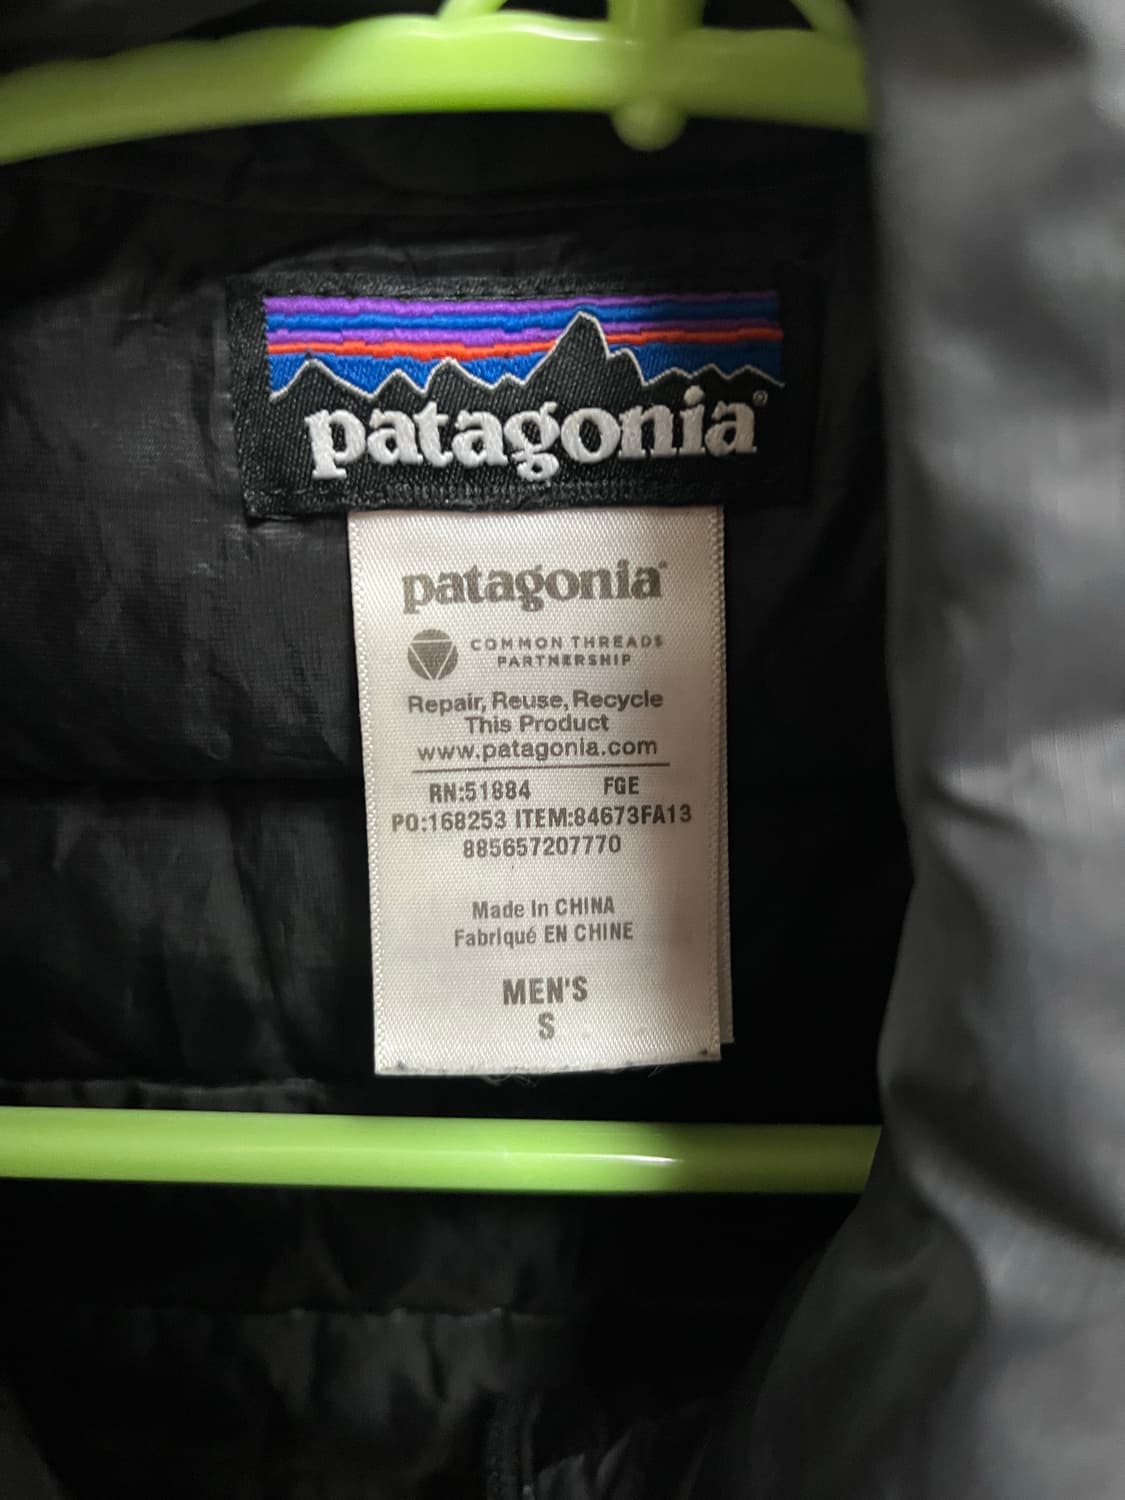 patagonia®
patagonia®
COMMON THREADS
PARTNERSHIP
Repair, Reuse, Recycle
This Product
www.patagonia.com
RN:51884 FGE
PO:168253 ITEM:84673FA13
885657207770
Made In CHINA
Fabriqué EN CHINE
MEN'S
S